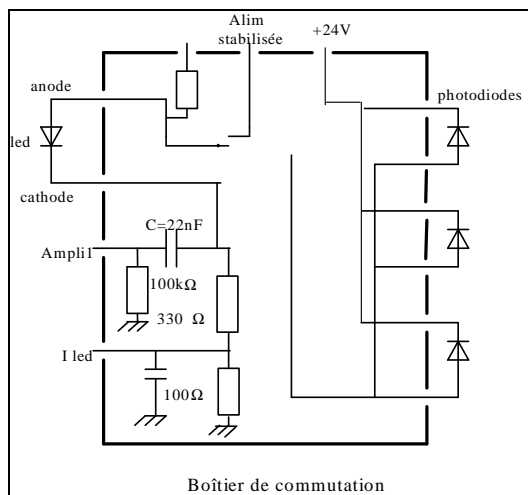 Alim
stabilisée
+24V
anode
photodiodes
led
cathode
C=22nF
Ampli1
100kΩ
330 Ω
I led
100Ω
Boîtier de commutation